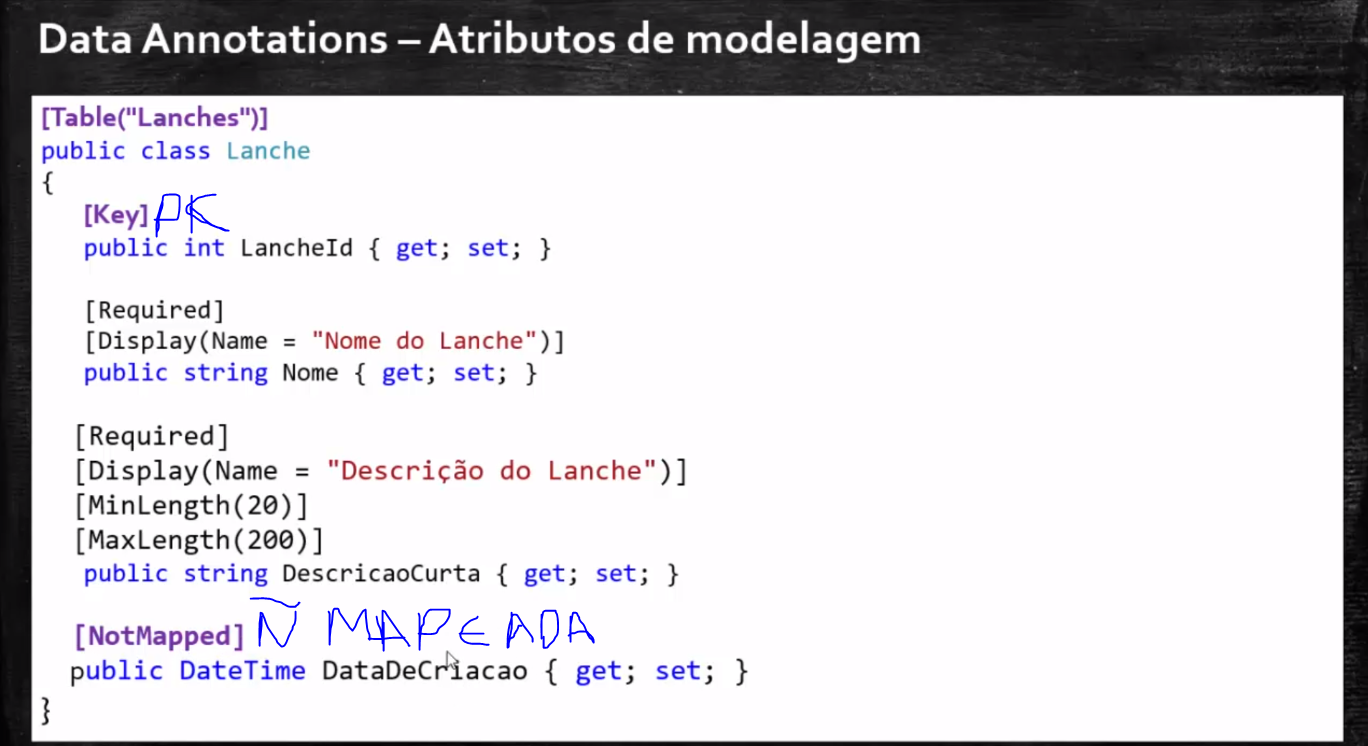 Data Annotations – Atributos de modelagem
[Table("Lanches")]
public class Lanche
{
[Key] PK
public int LancheId { get; set; }
[Required]
[Display(Name = "Nome do Lanche")]
public string Nome { get; set; }
[Required]
[Display(Name = "Descrição do Lanche")]
[MinLength(20)]
[MaxLength(200)]
public string DescricaoCurta { get; set; }
[NotMapped] Ñ MAPEADA
public DateTime DataDeCriacao { get; set; }
}